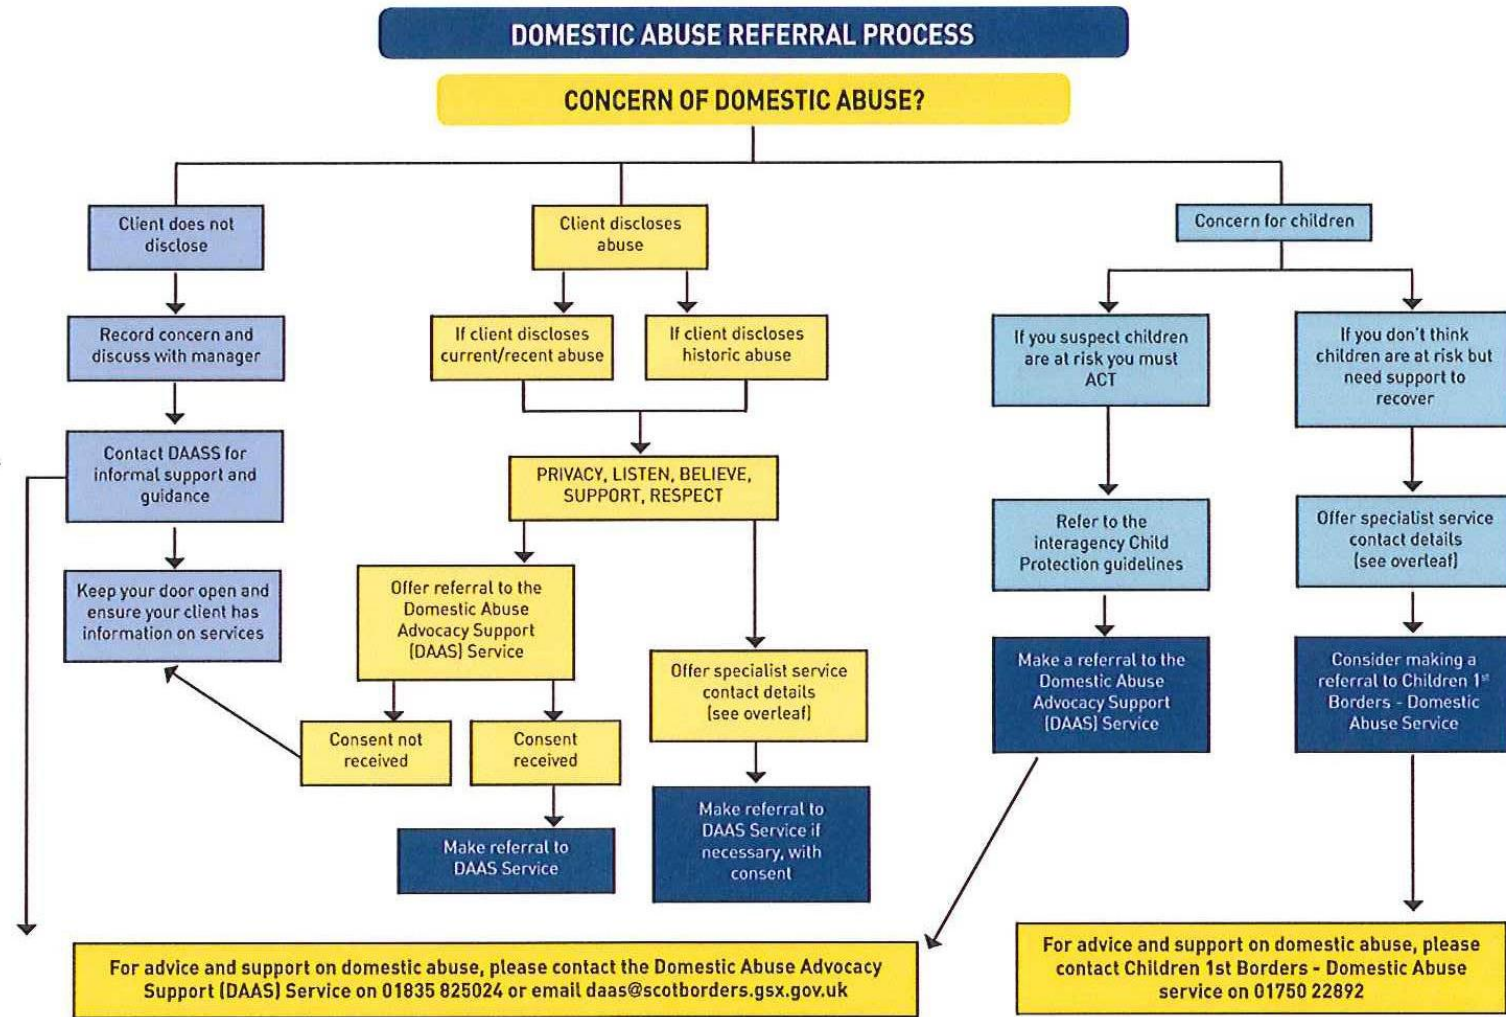 DOMESTIC ABUSE REFERRAL PROCESS
CONCERN OF DOMESTIC ABUSE?
Client does not
disclose
Record concern and
discuss with manager
Contact DAASS for
informal support and
guidance
Keep your door open and
ensure your client has
information on services
Client discloses
abuse
If client discloses
current/recent abuse
If client discloses
historic abuse
PRIVACY, LISTEN, BELIEVE,
SUPPORT, RESPECT
Offer referral to the
Domestic Abuse
Advocacy Support
(DAAS) Service
Consent not
received
Consent
received
Make referral to
DAAS Service
Offer specialist service
contact details
(see overleaf)
Make referral to
DAAS Service if
necessary, with
consent
Concern for children
If you suspect children
are at risk you must
ACT
Refer to the
interagency Child
Protection guidelines
Make a referral to the
Domestic Abuse
Advocacy Support
(DAAS) Service
If you don't think
children are at risk but
need support to
recover
Offer specialist service
contact details
(see overleaf)
Consider making a
referral to Children 1st
Borders - Domestic
Abuse Service
For advice and support on domestic abuse, please contact the Domestic Abuse Advocacy
Support (DAAS) Service on 01835 825024 or email daas@scotborders.gsx.gov.uk
For advice and support on domestic abuse, please
contact Children 1st Borders - Domestic Abuse
service on 01750 22892